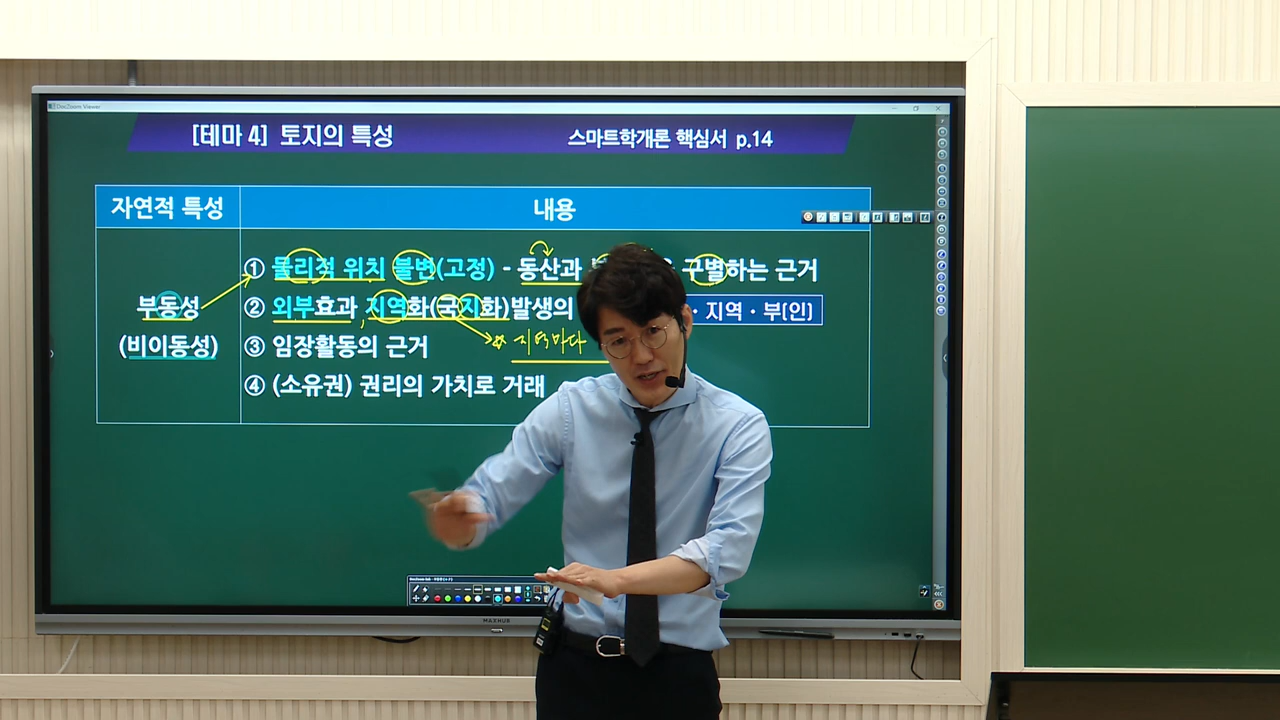 DocZoom Viewer
[테마 4] 토지의 특성
스마트학개론 핵심서 p.14
자연적 특성
내용
부동성
(비이동성)
① 물리적 위치 불변(고정) - 동산과 구별하는 근거
② 외부효과, 지역화(국지화)발생의 · 지역 · 부(인)
③ 임장활동의 근거
☆ 지역마다
④ (소유권) 권리의 가치로 거래
MAXHUB